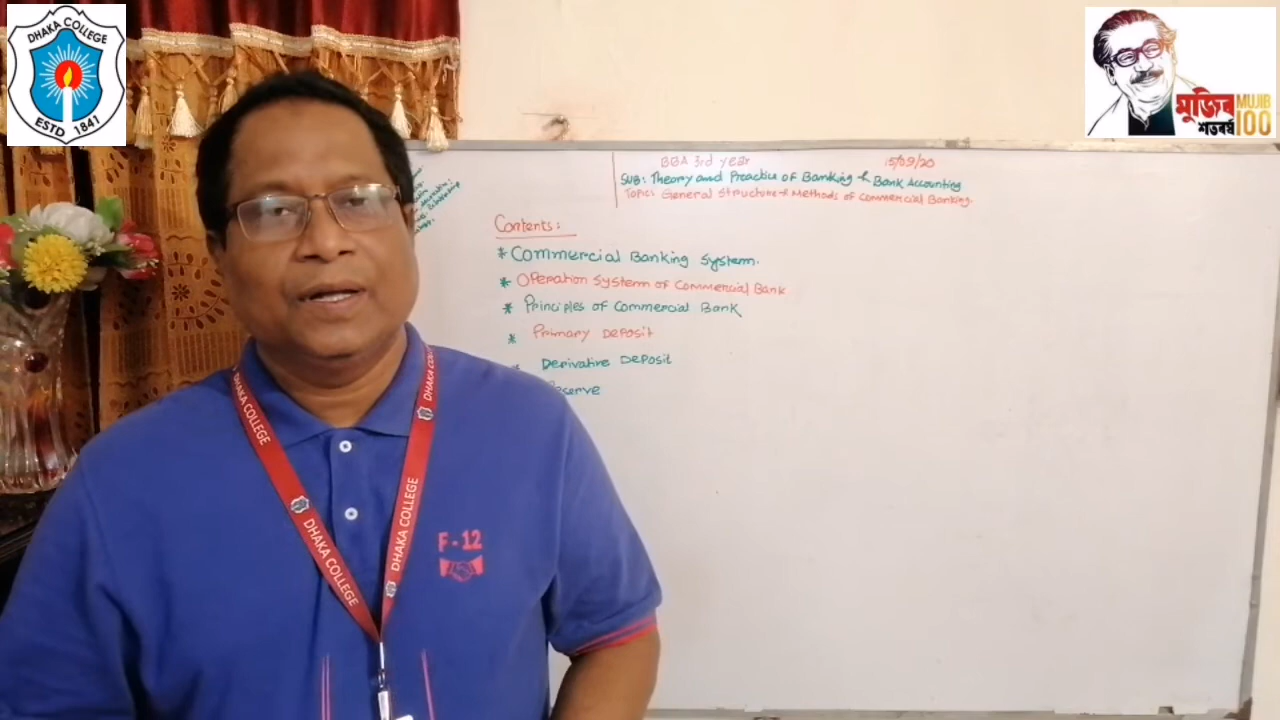 DHAKA COLLEGE
ESTD 1841
মুজিব
শতবর্ষ
MUJIB
100
BBA 3rd year 15/09/20
SUB: Theory and Practice of Banking & Bank Accounting
Topic: General Structure & Methods of Commercial Banking.
Contents:
* Commercial Banking System.
* Operation System of Commercial Bank
* Principles of Commercial Bank
* Primary Deposit
* Derivative Deposit
DHAKA COLLEGE
DHAKA COLLEGE
DHAKA COLLEGE
F-12